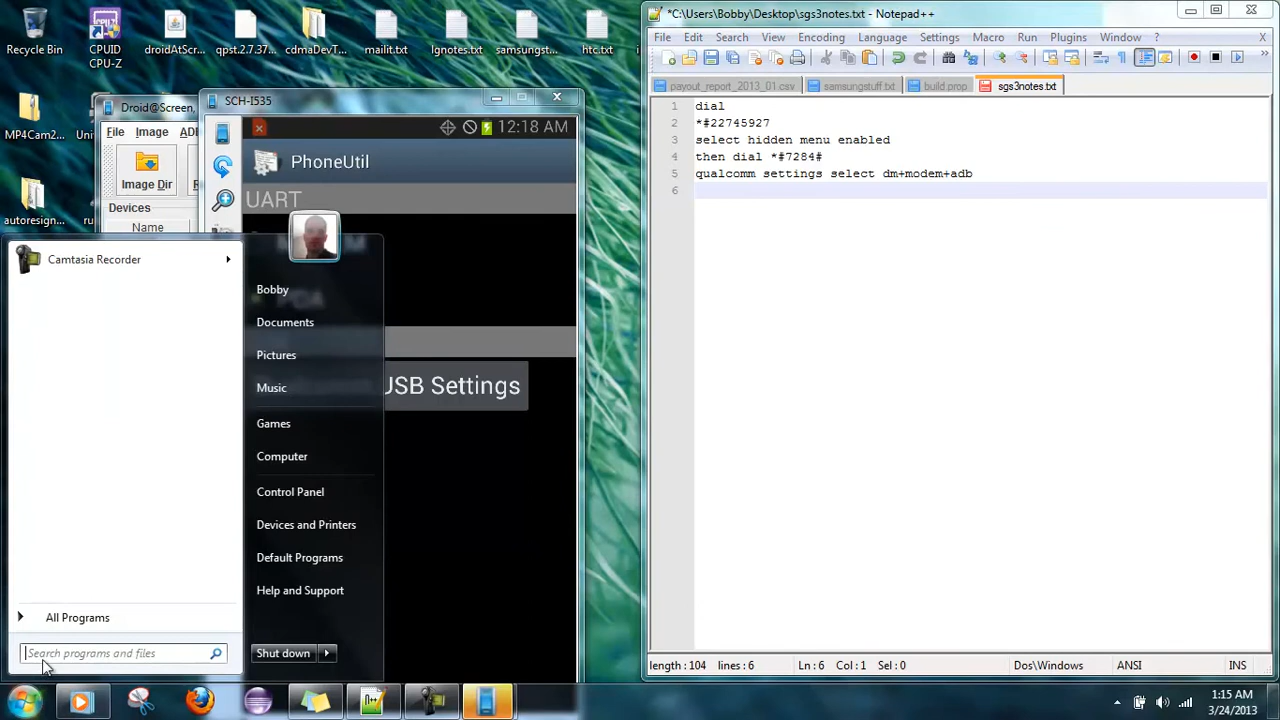 Recycle Bin
CPUID
CPU-Z
droidAtScr...
qpst.2.7.37...
cdmaDevT...
mailit.txt
lgnotes.txt
samsungst...
htc.txt
MP4Cam2...
autoresign...
Droid@Screen,
File Image
Image Dir
Devices
Name
SCH-I535
12:18 AM
PhoneUtil
UART
PDA
USB Settings
Camtasia Recorder
All Programs
Search programs and files
Bobby
Documents
Pictures
Music
Games
Computer
Control Panel
Devices and Printers
Default Programs
Help and Support
Shut down
*C:\Users\Bobby\Desktop\sgs3notes.txt - Notepad++
File Edit Search View Encoding Language Settings Macro Run Plugins Window ? X
payout_report_2013_01.csv samsungstuff.txt build.prop sgs3notes.txt
1 dial
2 *#22745927
3 select hidden menu enabled
4 then dial *#7284#
5 qualcomm settings select dm+modem+adb
6
length : 104 lines : 6 Ln : 6 Col : 1 Sel : 0 Dos\Windows ANSI INS
1:15 AM
3/24/2013